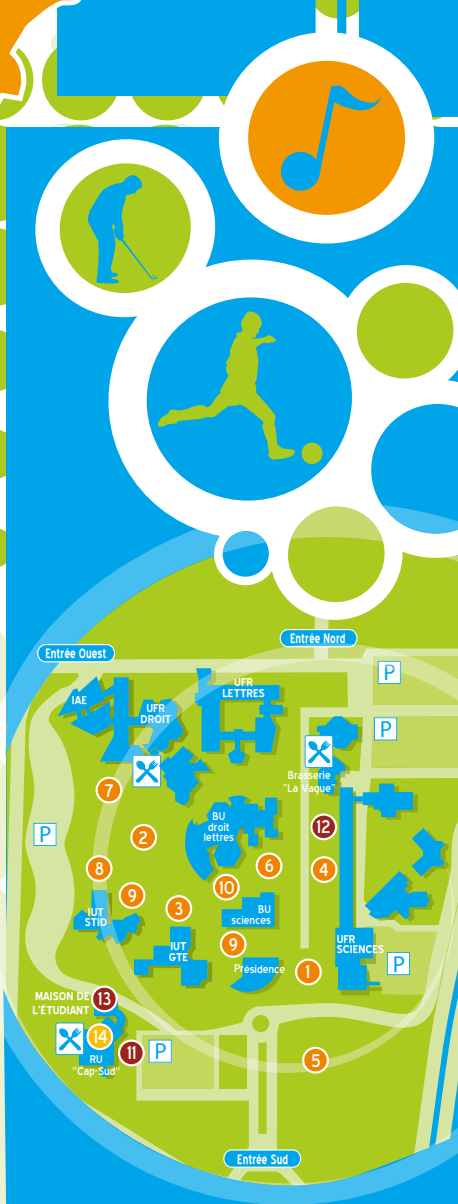 Entrée Nord
Entrée Ouest
P
UFR
LETTRES
IAE
UFR
DROIT
P
Brasserie
"La Vague"
7
BU
droit
lettres
12
2
P
8
6
4
10
9
3
BU
sciences
IUT
STID
9
UFR
SCIENCES
IUT
GTE
Présidence
1
P
MAISON DE
L'ÉTUDIANT
13
14
11
P
RU
"Cap-Sud"
5
Entrée Sud